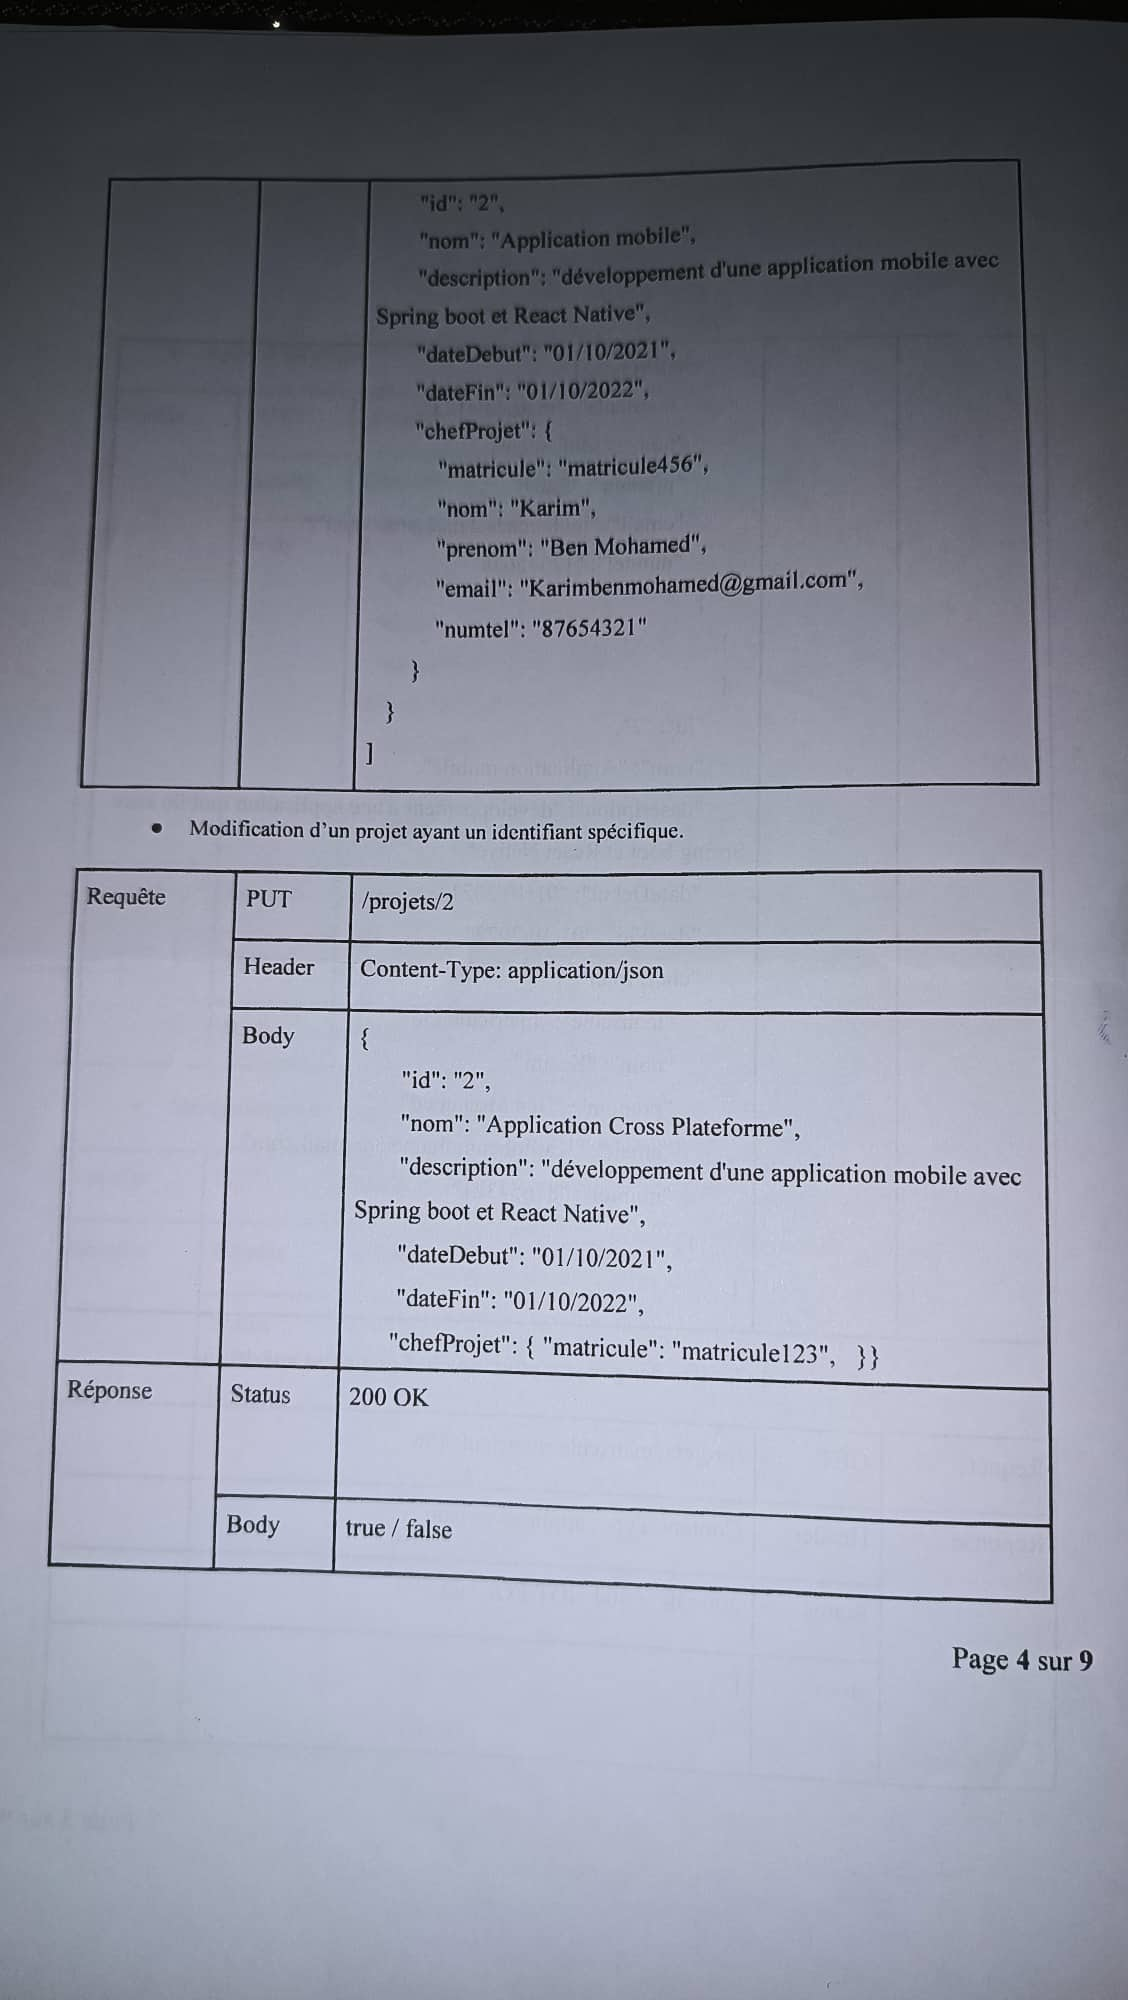 "id": "2",
"nom": "Application mobile",
"description": "développement d'une application mobile avec
Spring boot et React Native",
"dateDebut": "01/10/2021",
"dateFin": "01/10/2022",
"chefProjet": {
"matricule": "matricule456",
"nom": "Karim",
"prenom": "Ben Mohamed",
"email": "Karimbenmohamed@gmail.com",
"numtel": "87654321"
}
}
]
• Modification d'un projet ayant un identifiant spécifique.
Requête PUT /projets/2
Header Content-Type: application/json
Body {
"id": "2",
"nom": "Application Cross Plateforme",
"description": "développement d'une application mobile avec
Spring boot et React Native",
"dateDebut": "01/10/2021",
"dateFin": "01/10/2022",
"chefProjet": { "matricule": "matricule123", }}
Réponse Status 200 OK
Body true / false
Page 4 sur 9